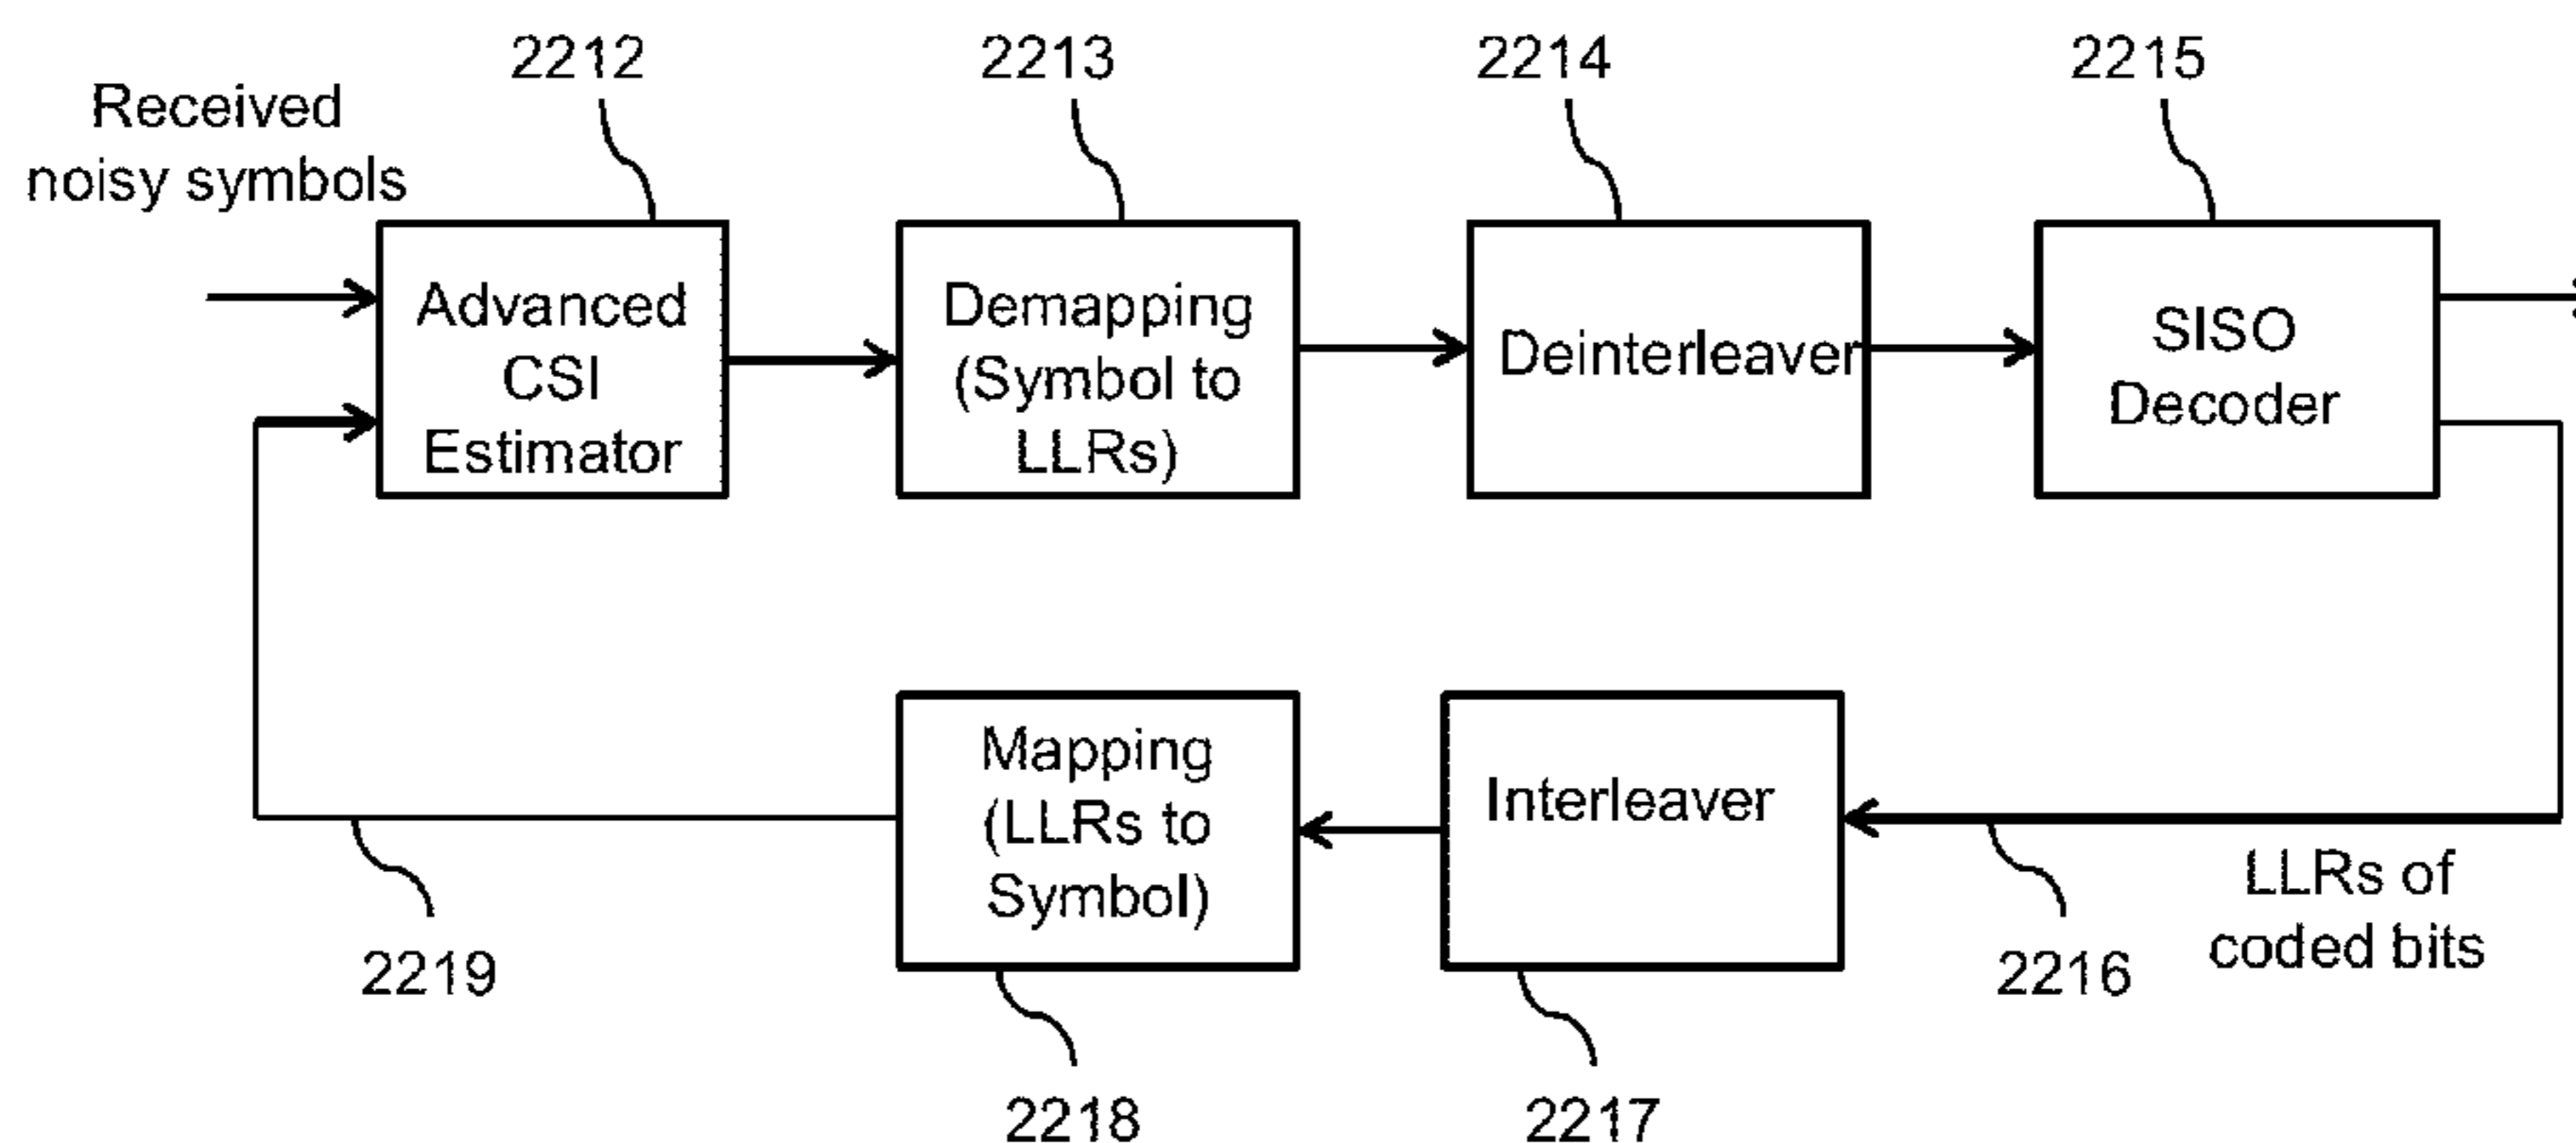 2212
2213
2214
2215
Received
noisy symbols
Advanced
CSI
Estimator
Demapping
(Symbol to
LLRs)
Deinterleaver
SISO
Decoder
Mapping
(LLRs to
Symbol)
Interleaver
LLRs of
coded bits
2219
2216
2218
2217